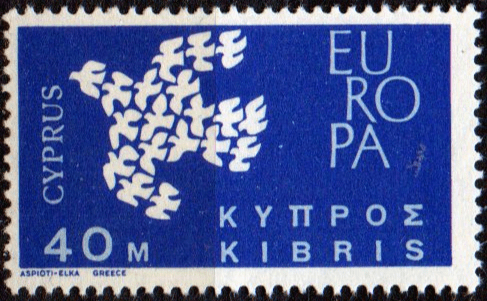 CYPRUS
EU
RO
PA
ΚΥΠΡΟΣ
KIBRIS
40 M
ASPIOTI-ELKA GREECE